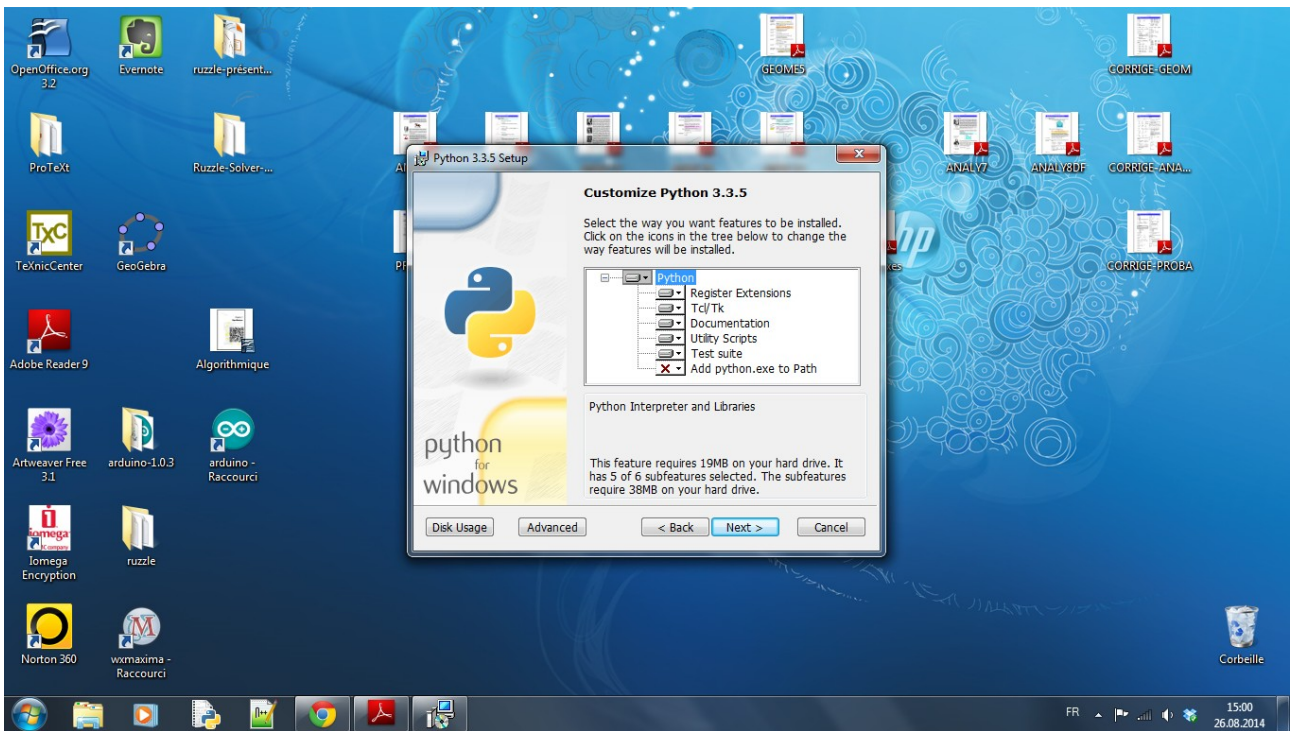 OpenOffice.org
3.2
Evernote
ruzzle-présent...
GEOME5
CORRIGE-GEOM
ProTeXt
Ruzzle-Solver-...
ANALY7
ANALY8DF
CORRIGE-ANA...
TXC
TeXnicCenter
GeoGebra
hp
CORRIGE-PROBA
Adobe Reader 9
Algorithmique
Artweaver Free
3.1
arduino-1.0.3
arduino -
Raccourci
iomega
Iomega
Encryption
ruzzle
Norton 360
wxmaxima -
Raccourci
Corbeille
Python 3.3.5 Setup
Customize Python 3.3.5
Select the way you want features to be installed.
Click on the icons in the tree below to change the
way features will be installed.
Python
Register Extensions
Tcl/Tk
Documentation
Utility Scripts
Test suite
Add python.exe to Path
Python Interpreter and Libraries
This feature requires 19MB on your hard drive. It
has 5 of 6 subfeatures selected. The subfeatures
require 38MB on your hard drive.
python
for
windows
Disk Usage
Advanced
< Back
Next >
Cancel
FR
15:00
26.08.2014